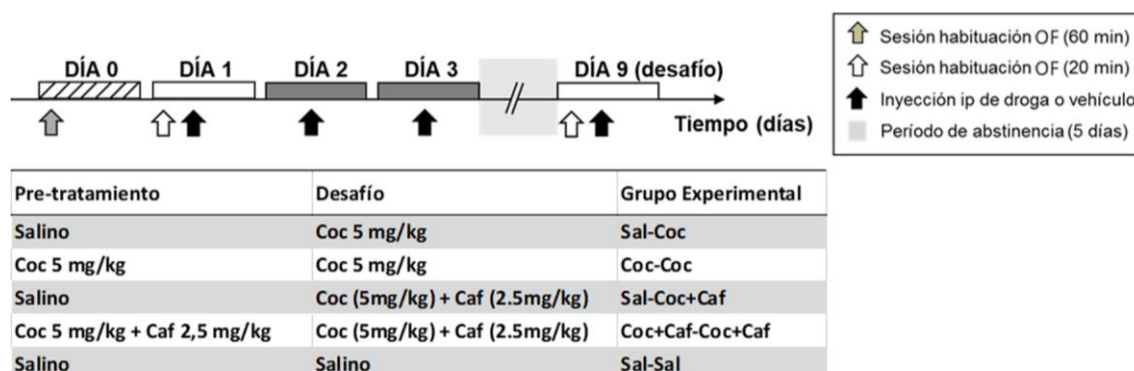 DÍA 0 DÍA 1 DÍA 2 DÍA 3 DÍA 9 (desafío)
Tiempo (días)
Sesión habituación OF (60 min)
Sesión habituación OF (20 min)
Inyección ip de droga o vehículo
Período de abstinencia (5 días)
Pre-tratamiento Desafío Grupo Experimental
Salino Coc 5 mg/kg Sal-Coc
Coc 5 mg/kg Coc 5 mg/kg Coc-Coc
Salino Coc (5mg/kg) + Caf (2.5mg/kg) Sal-Coc+Caf
Coc 5 mg/kg + Caf 2,5 mg/kg Coc (5mg/kg) + Caf (2.5mg/kg) Coc+Caf-Coc+Caf
Salino Salino Sal-Sal